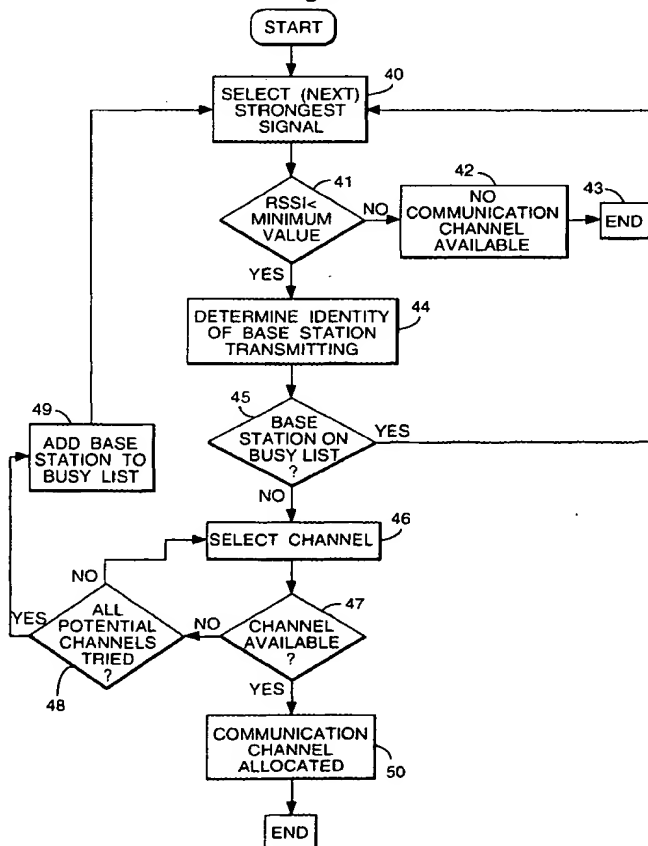 START
40
SELECT (NEXT)
STRONGEST
SIGNAL
41
RSSI<
MINIMUM
VALUE
NO
42
NO
COMMUNICATION
CHANNEL
AVAILABLE
43
END
YES
DETERMINE IDENTITY
OF BASE STATION
TRANSMITTING
44
45
BASE
STATION ON
BUSY LIST
?
YES
49
ADD BASE
STATION TO
BUSY LIST
NO
46
SELECT CHANNEL
NO
YES
ALL
POTENTIAL
CHANNELS
TRIED
?
48
NO
47
CHANNEL
AVAILABLE
?
YES
COMMUNICATION
CHANNEL
ALLOCATED
50
END